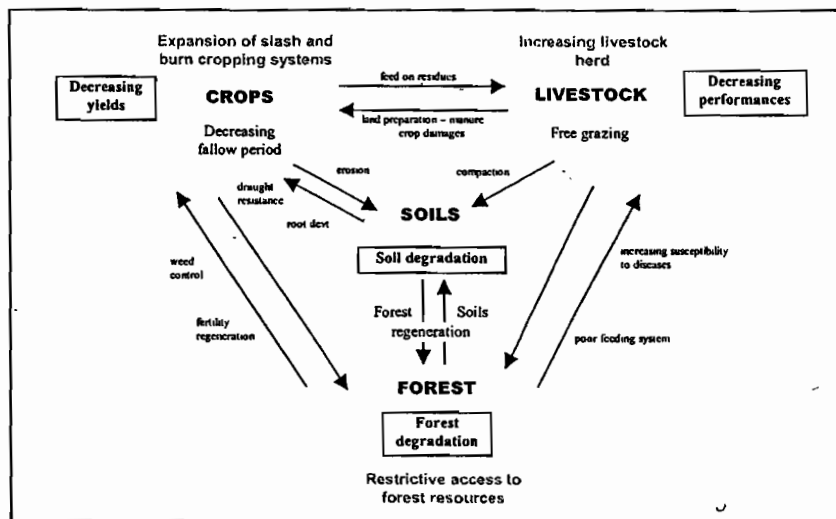 Expansion of slash and
burn cropping systems
Increasing livestock
herd
Decreasing
yields
CROPS
feed on residues
LIVESTOCK
Decreasing
performances
land preparation – manure
crop damages
Decreasing
fallow period
Free grazing
erosion
compaction
draught
resistance
root devt
SOILS
Soil degradation
weed
control
increasing susceptibility
to diseases
Forest
Soils
regeneration
fertility
regeneration
poor feeding system
FOREST
Forest
degradation
Restrictive access to
forest resources